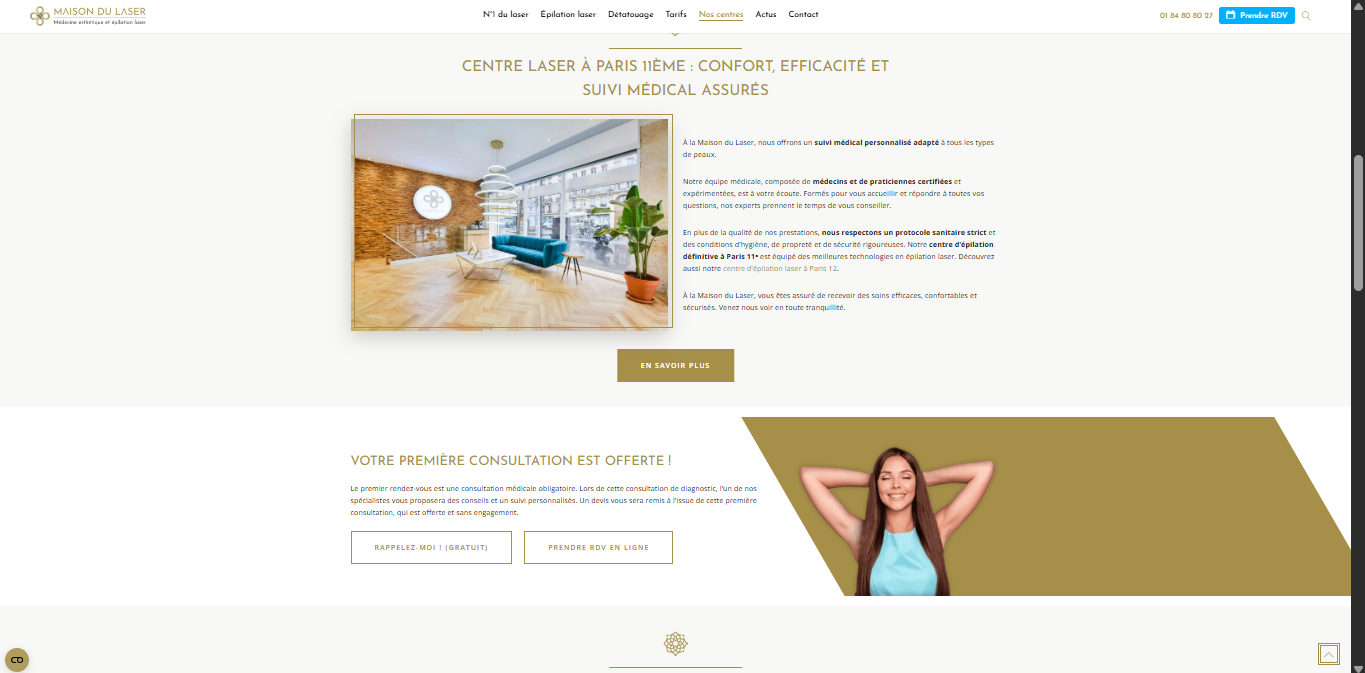 MAISON DU LASER
Médecine esthétique et épilation laser
N°1 du laser
Épilation laser
Détatouage
Tarifs
Nos centres
Actus
Contact
01 84 80 80 27
Prendre RDV
CENTRE LASER À PARIS 11ÈME : CONFORT, EFFICACITÉ ET
SUIVI MÉDICAL ASSURÉS
À la Maison du Laser, nous offrons un suivi médical personnalisé adapté à tous les types
de peaux.
Notre équipe médicale, composée de médecins et de praticiennes certifiées et
expérimentées, est à votre écoute. Formés pour vous accueillir et répondre à toutes vos
questions, nos experts prennent le temps de vous conseiller.
En plus de la qualité de nos prestations, nous respectons un protocole sanitaire strict et
des conditions d'hygiène, de propreté et de sécurité rigoureuses. Notre centre d'épilation
définitive à Paris 11ᵉ est équipé des meilleures technologies en épilation laser. Découvrez
aussi notre centre d'épilation laser à Paris 12.
À la Maison du Laser, vous êtes assuré de recevoir des soins efficaces, confortables et
sécurisés. Venez nous voir en toute tranquillité.
EN SAVOIR PLUS
VOTRE PREMIÈRE CONSULTATION EST OFFERTE !
Le premier rendez-vous est une consultation médicale obligatoire. Lors de cette consultation de diagnostic, l'un de nos
spécialistes vous proposera des conseils et un suivi personnalisés. Un devis vous sera remis à l'issue de cette première
consultation, qui est offerte et sans engagement.
RAPPELEZ-MOI ! (GRATUIT)
PRENDRE RDV EN LIGNE